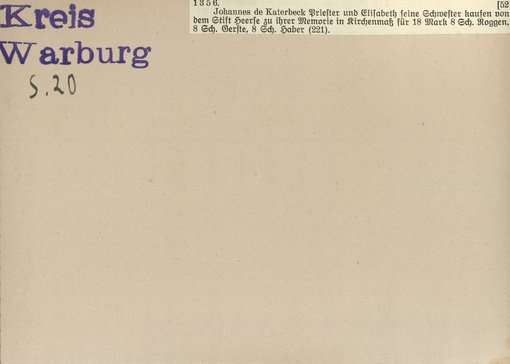 Kreis
Warburg
S. 20
1356. [52
Johannes de Katerbeck Priester und Elisabeth seine Schwester kaufen von
dem Stift Heerse zu ihrer Memorie in Kirchenmaß für 18 Mark 8 Sch. Roggen,
8 Sch. Gerste, 8 Sch. Haber (221).